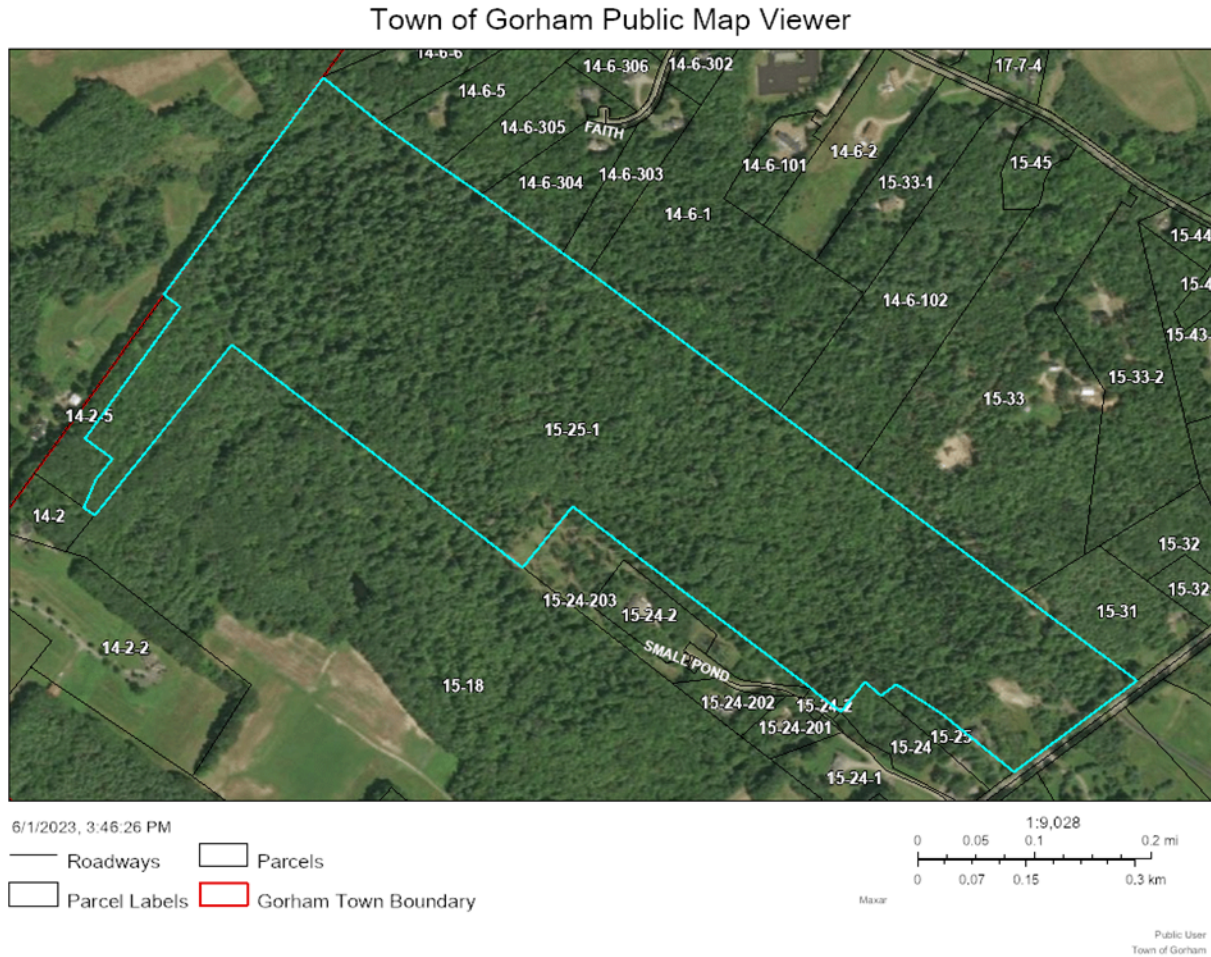 Town of Gorham Public Map Viewer
14-6-6
14-6-306
14-6-302
17-7-4
14-6-5
14-6-305
FAITH
14-6-101
14-6-2
15-45
14-6-304
14-6-303
15-33-1
14-6-1
15-44
15-4
14-6-102
15-43-
15-33-2
15-33
14-2-5
15-25-1
14-2
15-32
15-32
15-24-203
15-24-2
15-31
SMALL POND
14-2-2
15-18
15-24-202
15-24-2
15-24-201
15-25
15-24
15-24-1
6/1/2023, 3:46:26 PM
Roadways
Parcels
Parcel Labels
Gorham Town Boundary
1:9,028
0 0.05 0.1 0.2 mi
0 0.07 0.15 0.3 km
Maxar
Public User
Town of Gorham